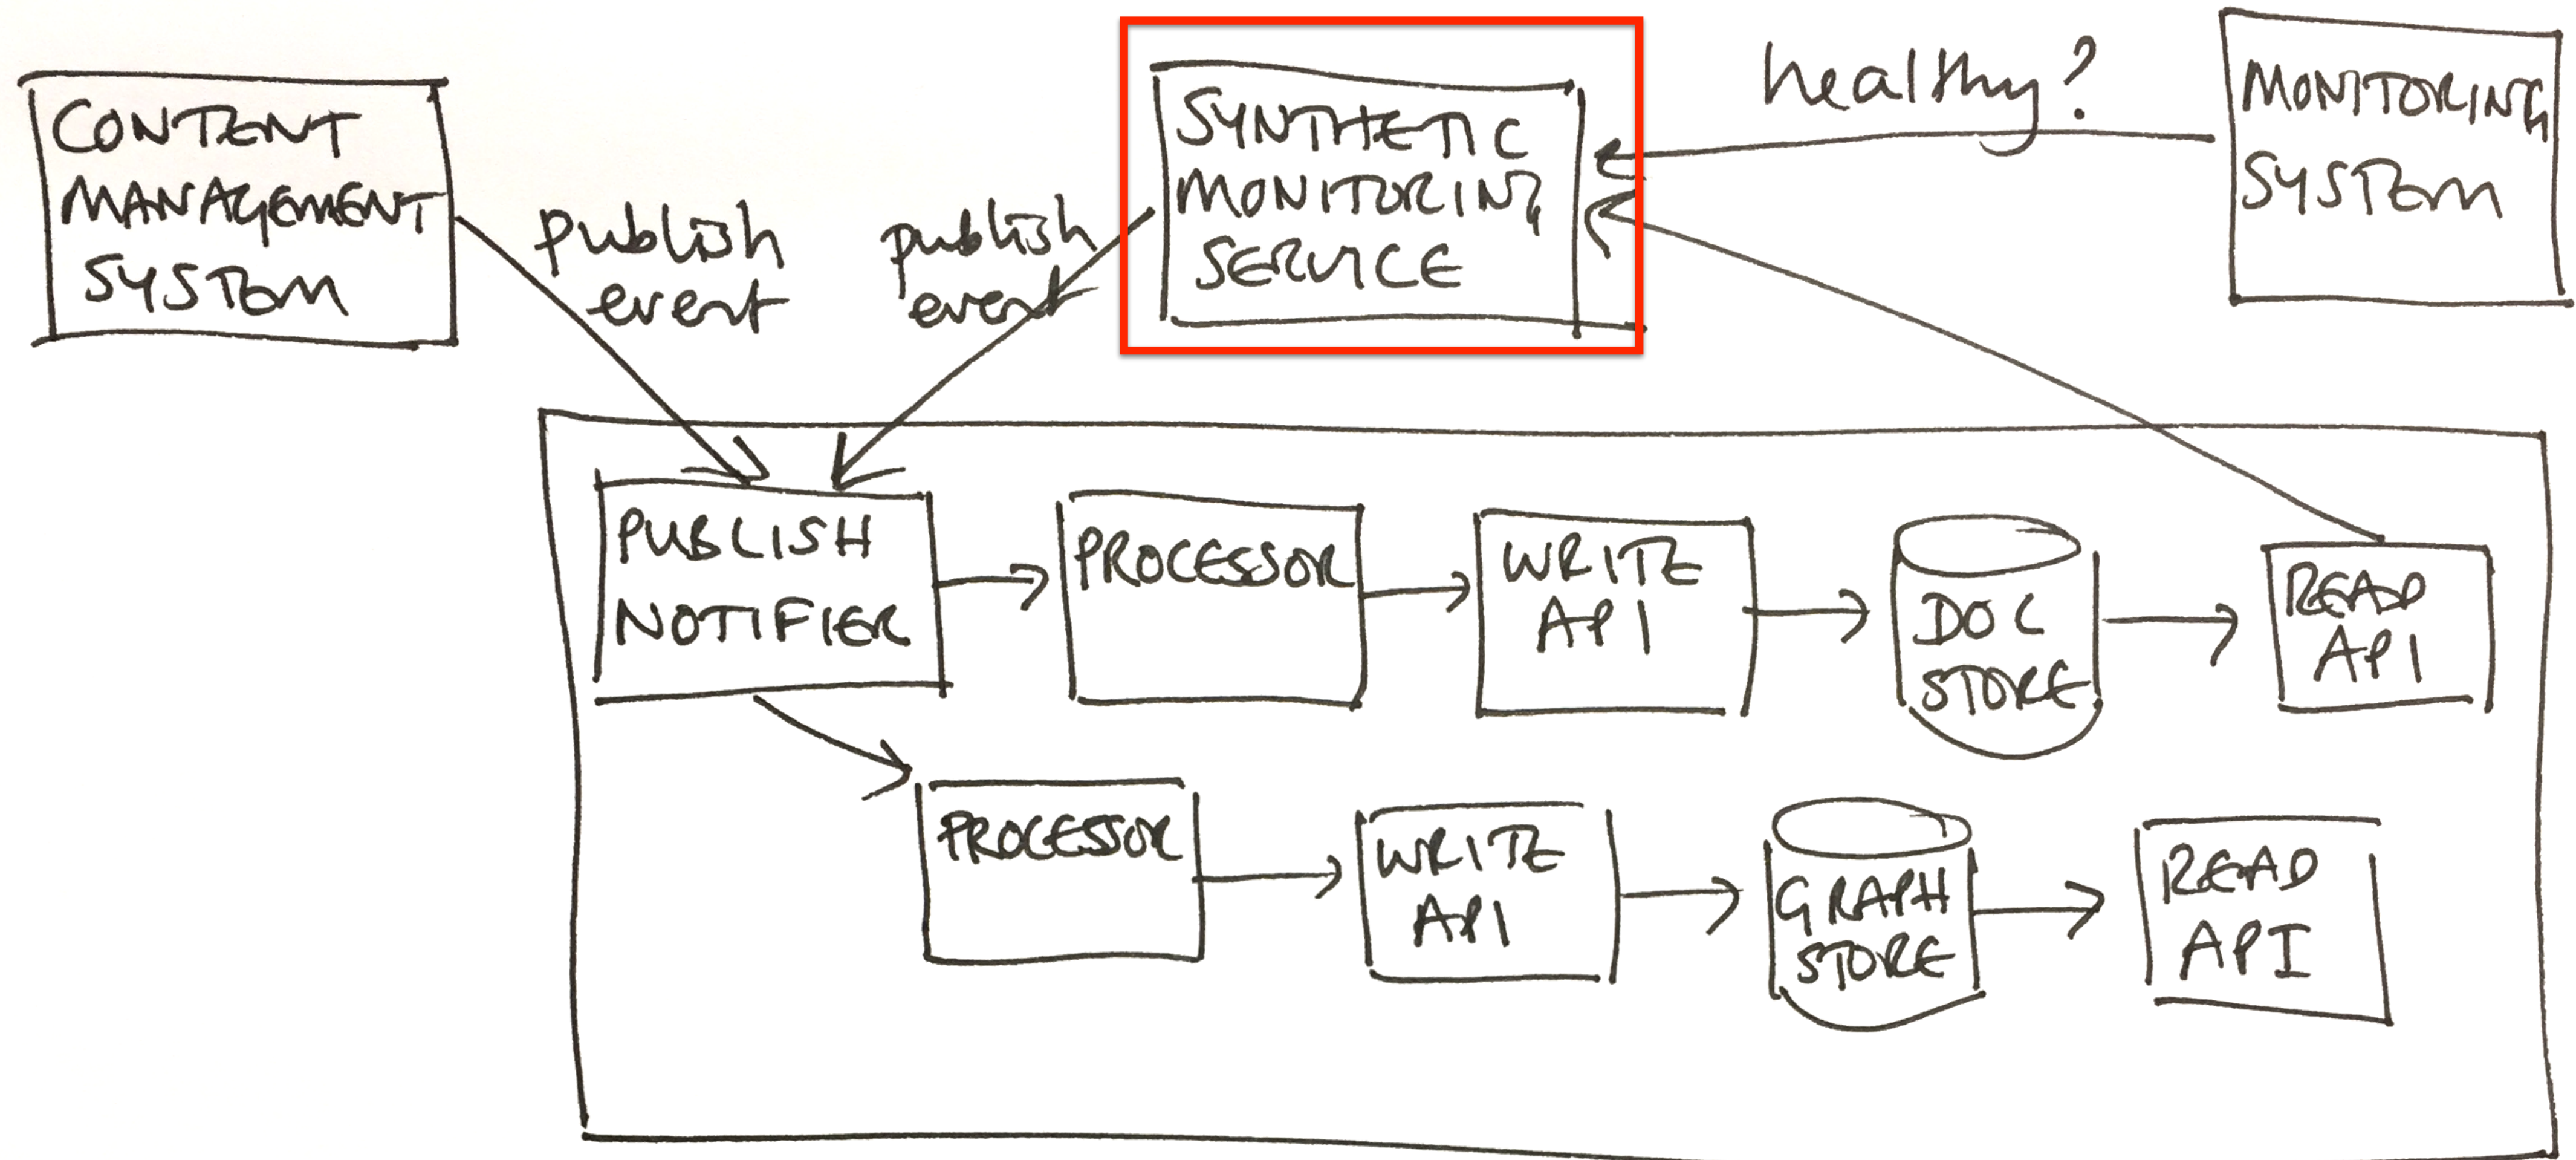 CONTENT
MANAGEMENT
SYSTEM
publish
event
publish
event
SYNTHETIC
MONITORING
SERVICE
healthy?
MONITORING
SYSTEM
PUBLISH
NOTIFIER
PROCESSOR
WRITE
API
DOC
STORE
READ
API
PROCESSOR
WRITE
API
GRAPH
STORE
READ
API